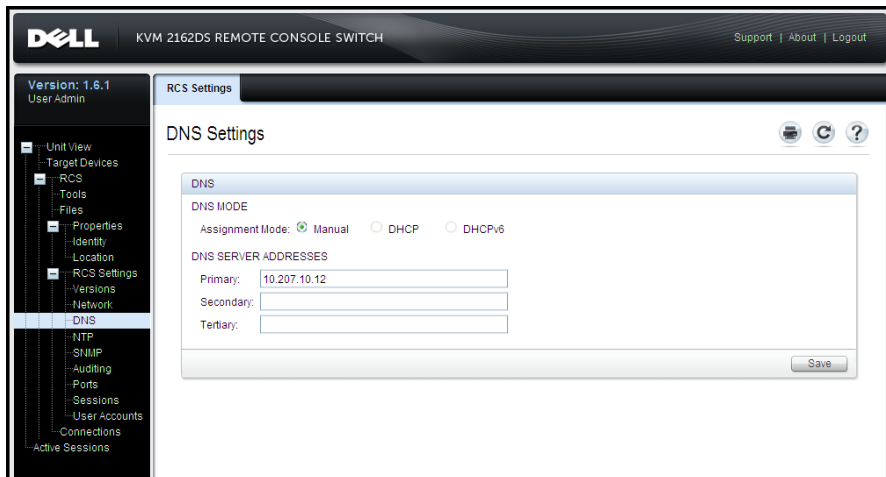 DELL KVM 2162DS REMOTE CONSOLE SWITCH Support | About | Logout
Version: 1.6.1
User Admin
Unit View
Target Devices
RCS
Tools
Files
Properties
Identity
Location
RCS Settings
Versions
Network
DNS
NTP
SNMP
Auditing
Ports
Sessions
User Accounts
Connections
Active Sessions
RCS Settings
DNS Settings
DNS
DNS MODE
Assignment Mode: Manual DHCP DHCPv6
DNS SERVER ADDRESSES
Primary: 10.207.10.12
Secondary:
Tertiary:
Save